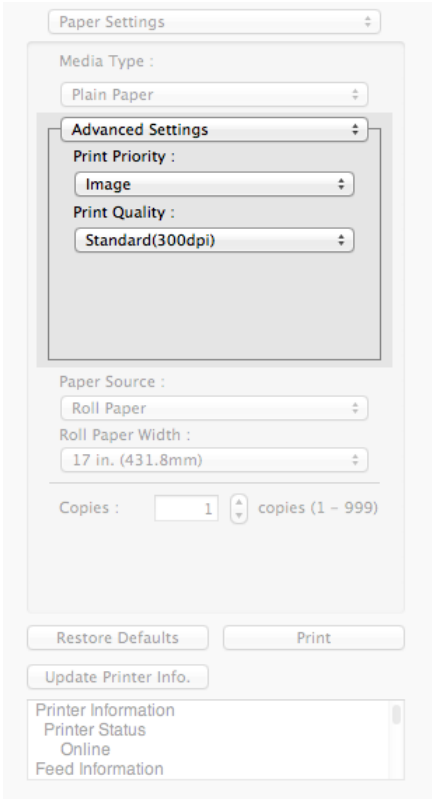 Paper Settings
Media Type :
Plain Paper
Advanced Settings
Print Priority :
Image
Print Quality :
Standard(300dpi)
Paper Source :
Roll Paper
Roll Paper Width :
17 in. (431.8mm)
Copies : 1 copies (1 – 999)
Restore Defaults Print
Update Printer Info.
Printer Information
Printer Status
Online
Feed Information